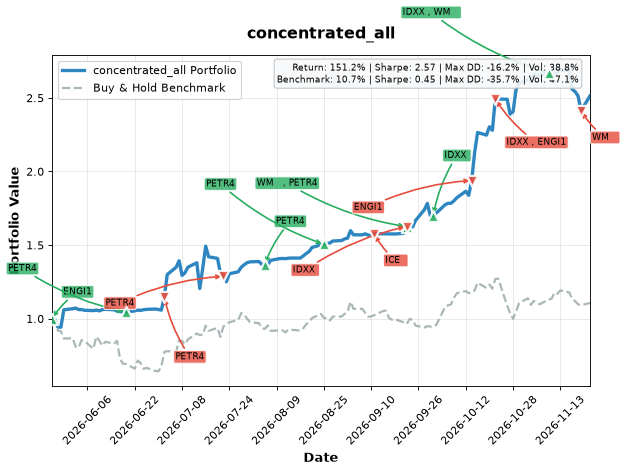 IDXX , WM
concentrated_all
Return: 151.2% | Sharpe: 2.57 | Max DD: -16.2% | Vol: 38.8%
Benchmark: 10.7% | Sharpe: 0.45 | Max DD: -35.7% | Vol: 47.1%
concentrated_all Portfolio
Buy & Hold Benchmark
2.5
2.0
1.5
1.0
Portfolio Value
WM
IDXX , ENGI1
IDXX
PETR4
WM , PETR4
ENGI1
PETR4
ICE
IDXX
PETR4
ENGI1
PETR4
PETR4
2026-06-06
2026-06-22
2026-07-08
2026-07-24
2026-08-09
2026-08-25
2026-09-10
2026-09-26
2026-10-12
2026-10-28
2026-11-13
Date